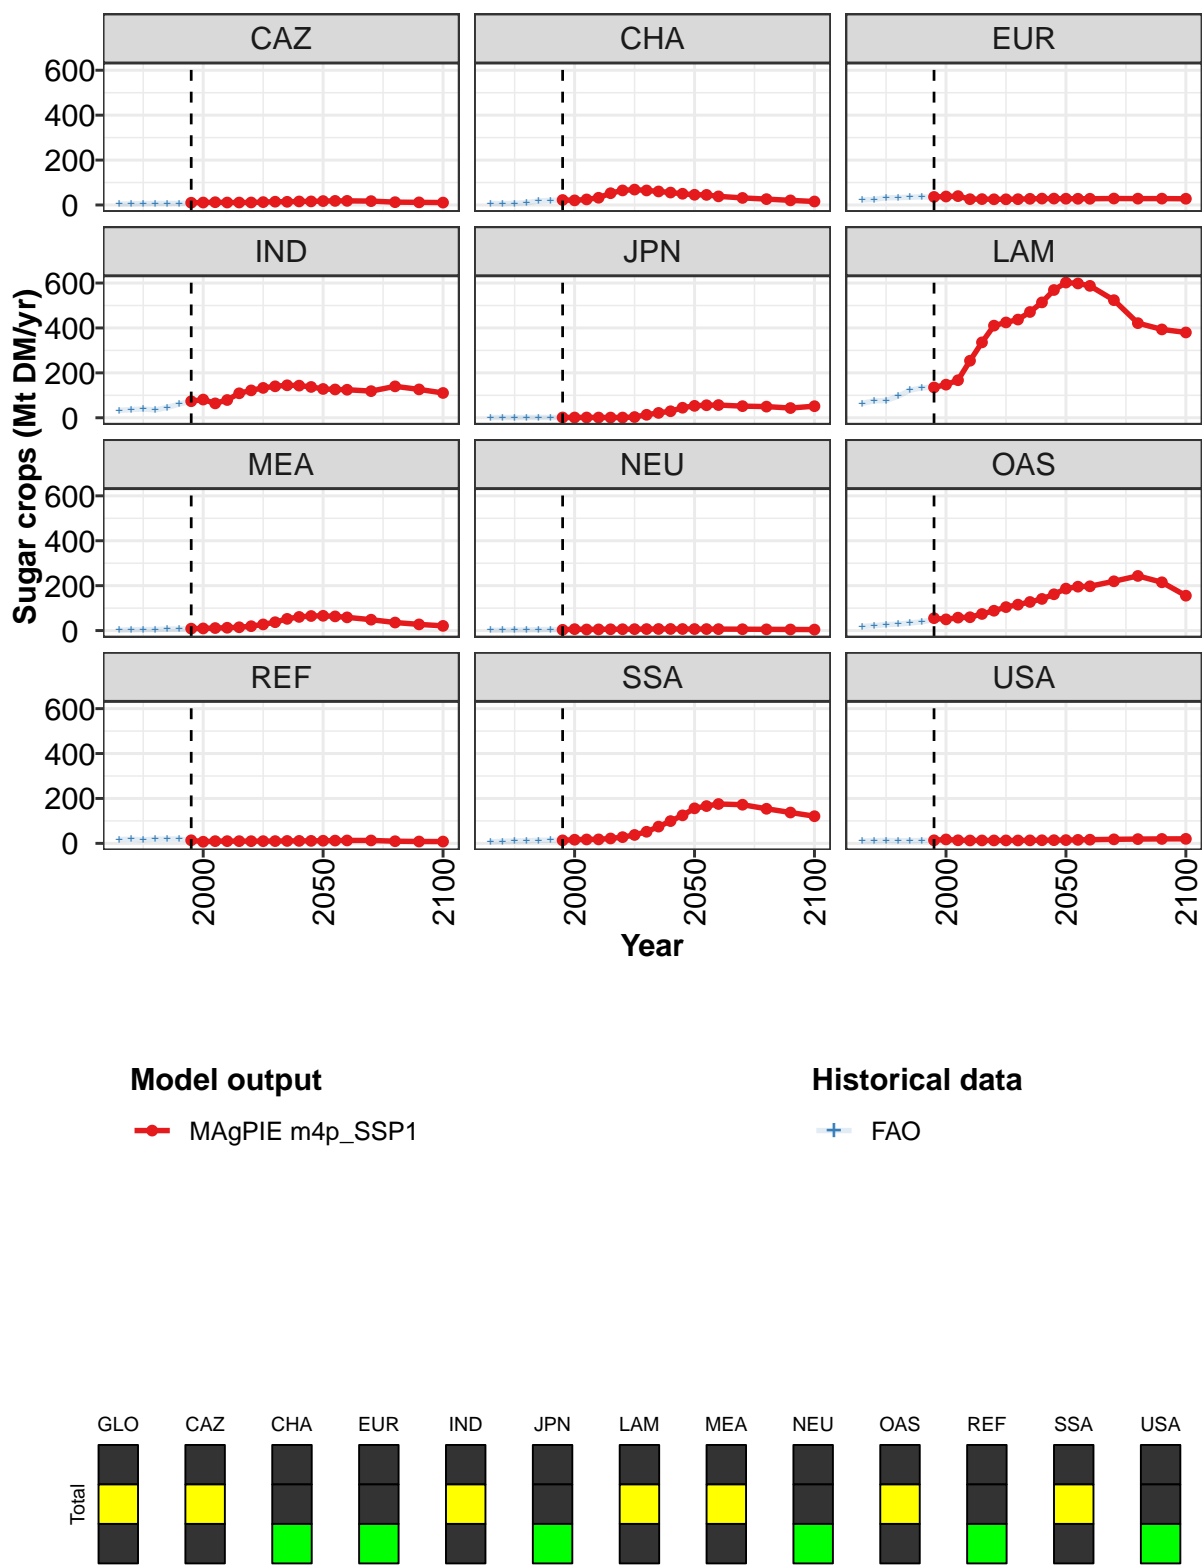 CAZ CHA EUR
600
400
200
0
IND JPN LAM
600
400
200
0
MEA NEU OAS
600
400
200
0
REF SSA USA
600
400
200
0
Sugar crops (Mt DM/yr)
2000 2050 2100 2000 2050 2100 2000 2050 2100
Year
Model output Historical data
MAgPIE m4p_SSP1 FAO
GLO CAZ CHA EUR IND JPN LAM MEA NEU OAS REF SSA USA
Total